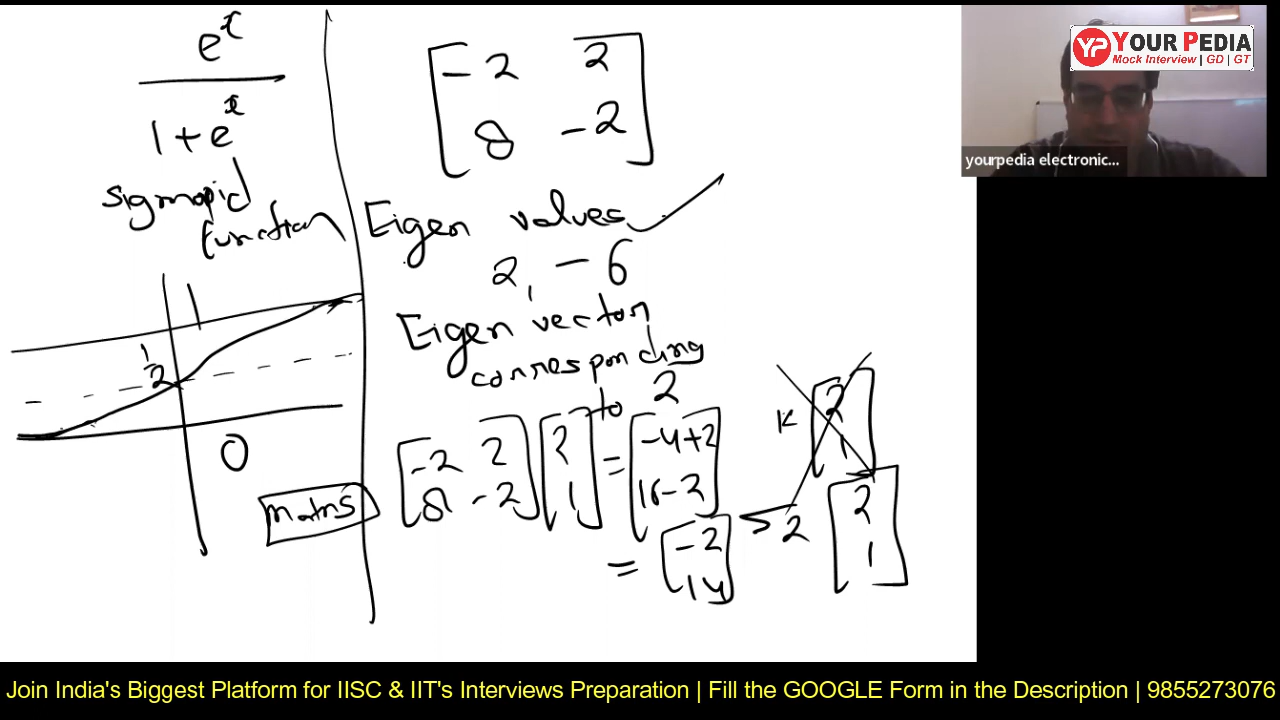 e^x
1 + e^x
sigmoid
function
1
1/2
0
maths
[-2 2
8 -2]
Eigen values
2, -6
Eigen vector
corresponding
to 2
[-2 2 [2 = [-4+2 K [2
8 -2] 1] 16-2] 1]
= [-2 2 [2
14] 1]
YP YOUR PEDIA
Mock Interview | GD | GT
yourpedia electronic...
Join India's Biggest Platform for IISC & IIT's Interviews Preparation | Fill the GOOGLE Form in the Description | 9855273076